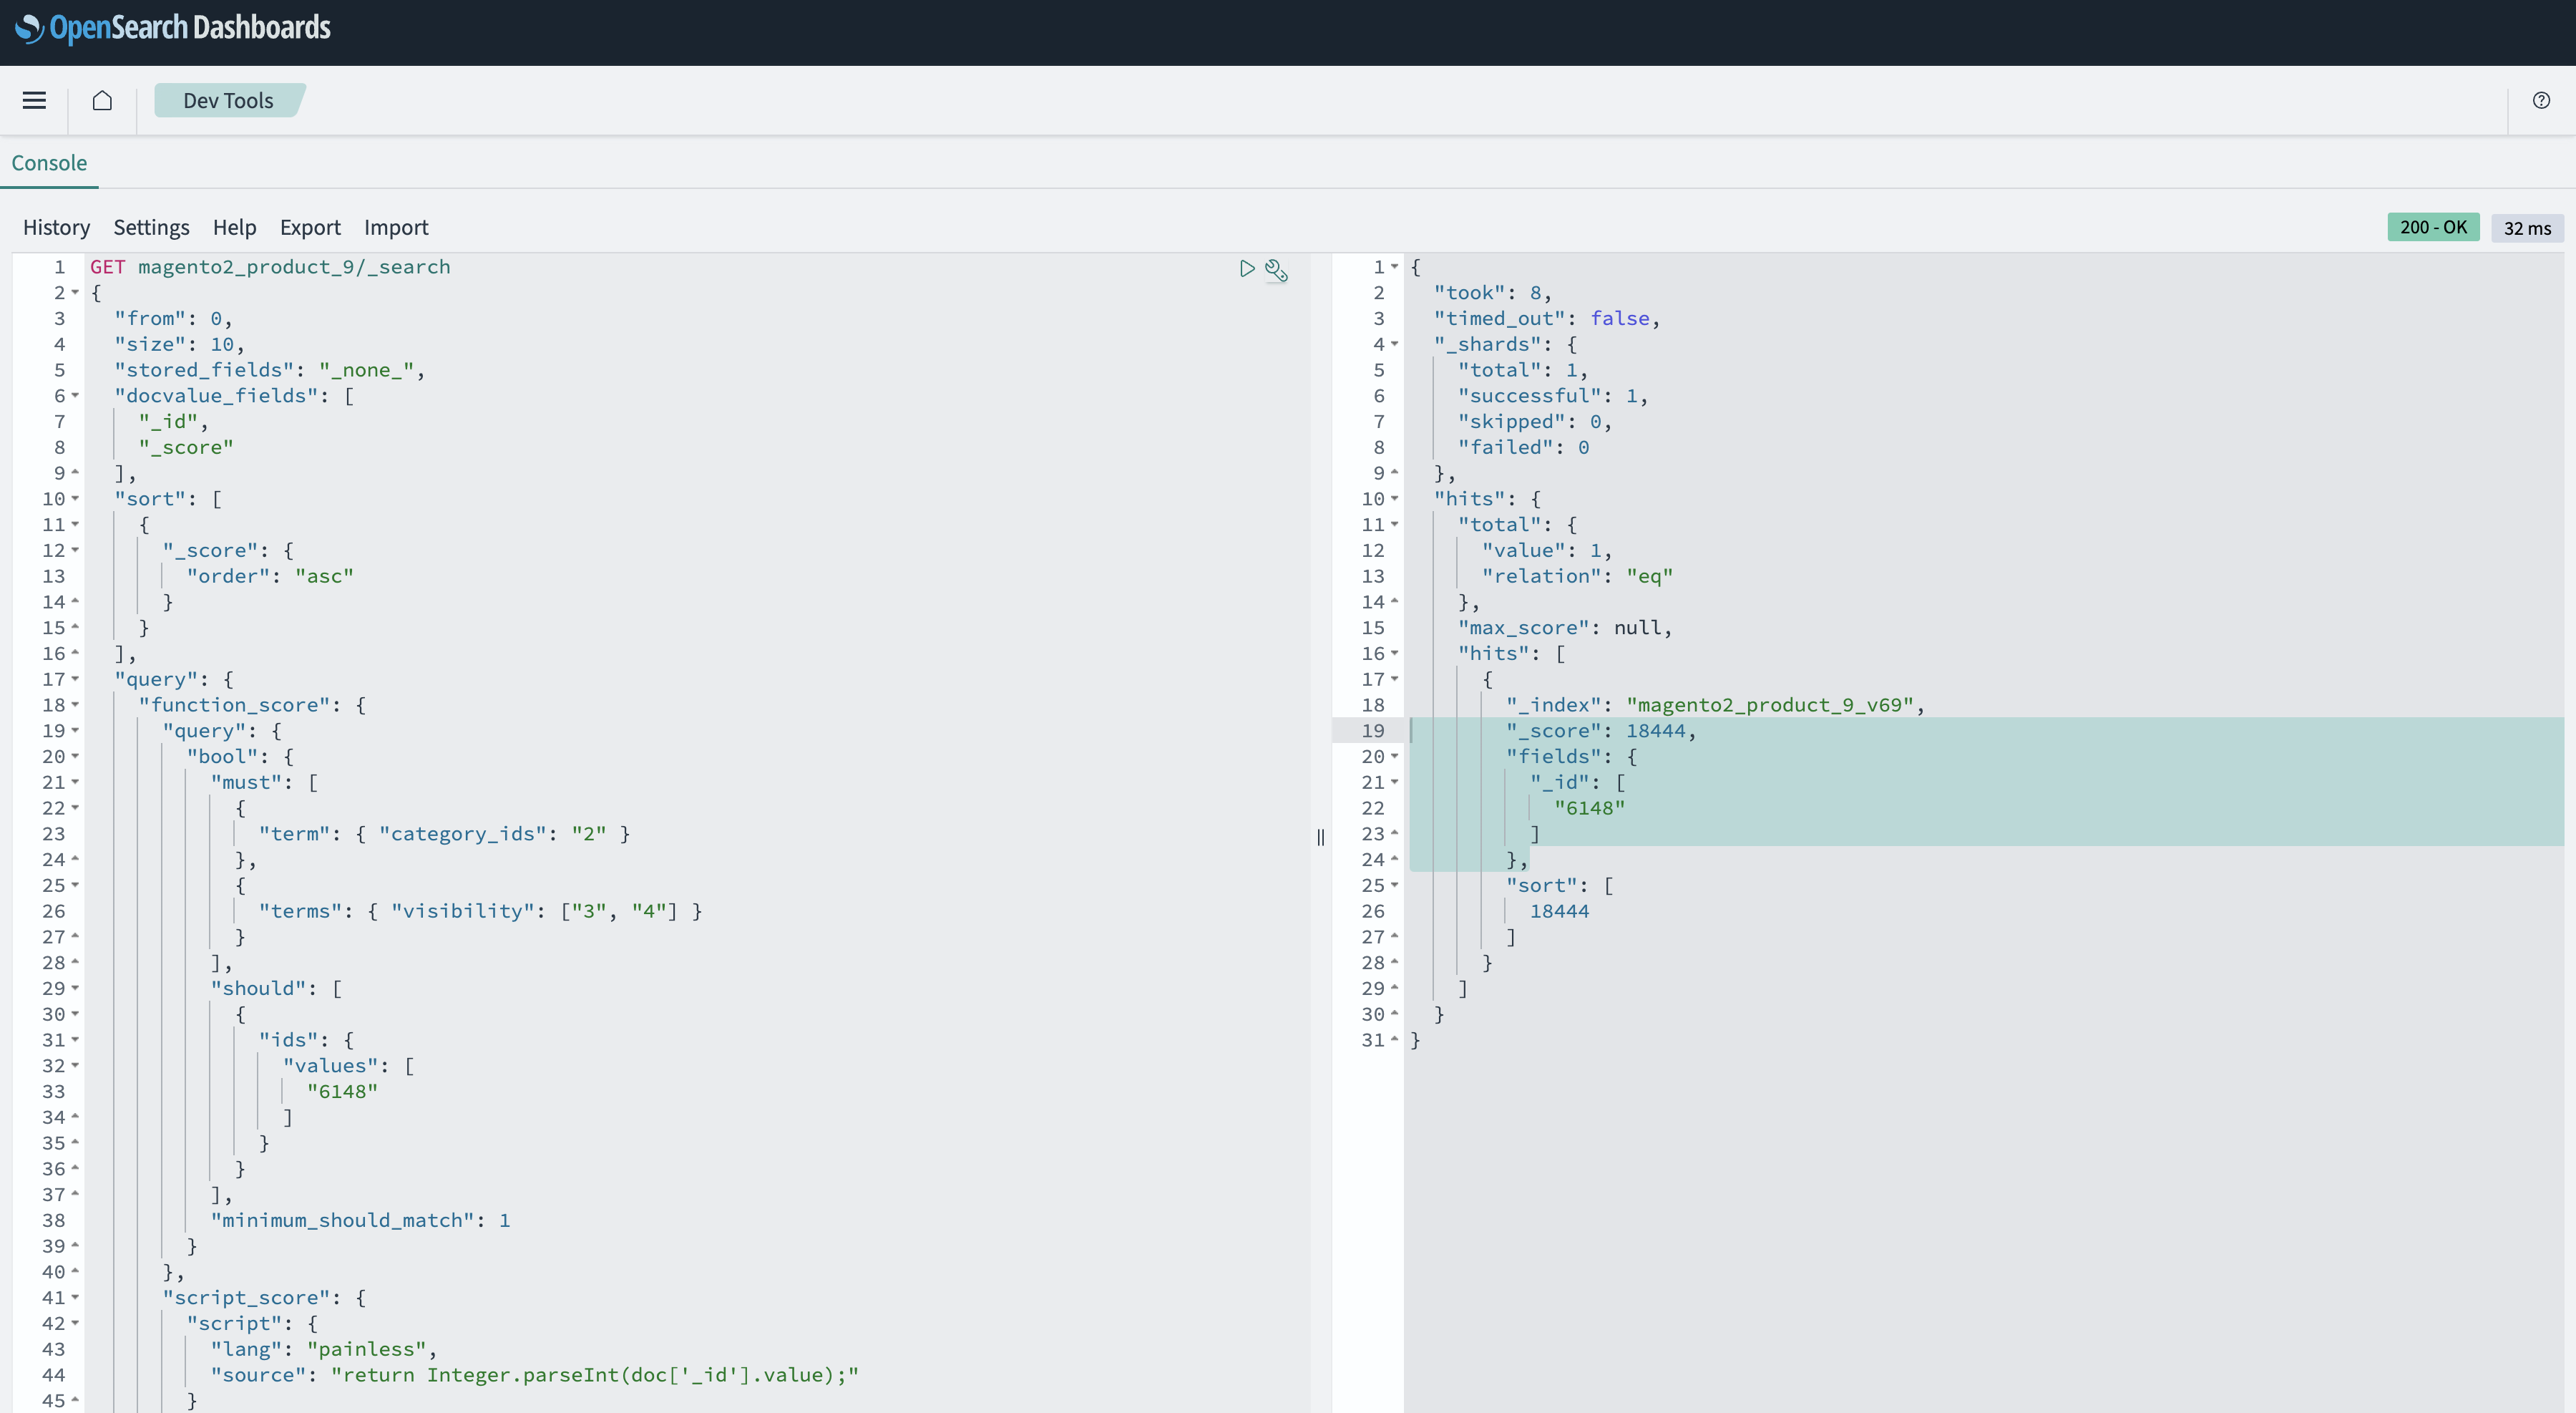 OpenSearch Dashboards
Dev Tools
Console
History Settings Help Export Import
200 - OK 32 ms
1 GET magento2_product_9/_search
2 {
3 "from": 0,
4 "size": 10,
5 "stored_fields": "_none_",
6 "docvalue_fields": [
7 "_id",
8 "_score"
9 ],
10 "sort": [
11 {
12 "_score": {
13 "order": "asc"
14 }
15 }
16 ],
17 "query": {
18 "function_score": {
19 "query": {
20 "bool": {
21 "must": [
22 {
23 "term": { "category_ids": "2" }
24 },
25 {
26 "terms": { "visibility": ["3", "4"] }
27 }
28 ],
29 "should": [
30 {
31 "ids": {
32 "values": [
33 "6148"
34 ]
35 }
36 }
37 ],
38 "minimum_should_match": 1
39 }
40 },
41 "script_score": {
42 "script": {
43 "lang": "painless",
44 "source": "return Integer.parseInt(doc['_id'].value);"
45 }
1 {
2 "took": 8,
3 "timed_out": false,
4 "_shards": {
5 "total": 1,
6 "successful": 1,
7 "skipped": 0,
8 "failed": 0
9 },
10 "hits": {
11 "total": {
12 "value": 1,
13 "relation": "eq"
14 },
15 "max_score": null,
16 "hits": [
17 {
18 "_index": "magento2_product_9_v69",
19 "_score": 18444,
20 "fields": {
21 "_id": [
22 "6148"
23 ]
24 },
25 "sort": [
26 18444
27 ]
28 }
29 ]
30 }
31 }